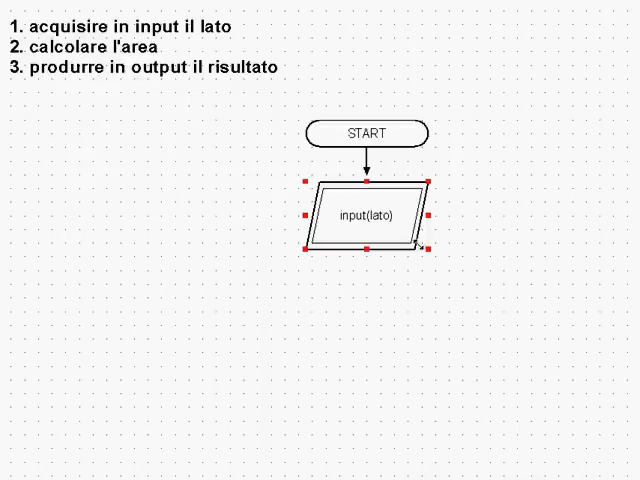 1. acquisire in input il lato
2. calcolare l'area
3. produrre in output il risultato
START
input(lato)